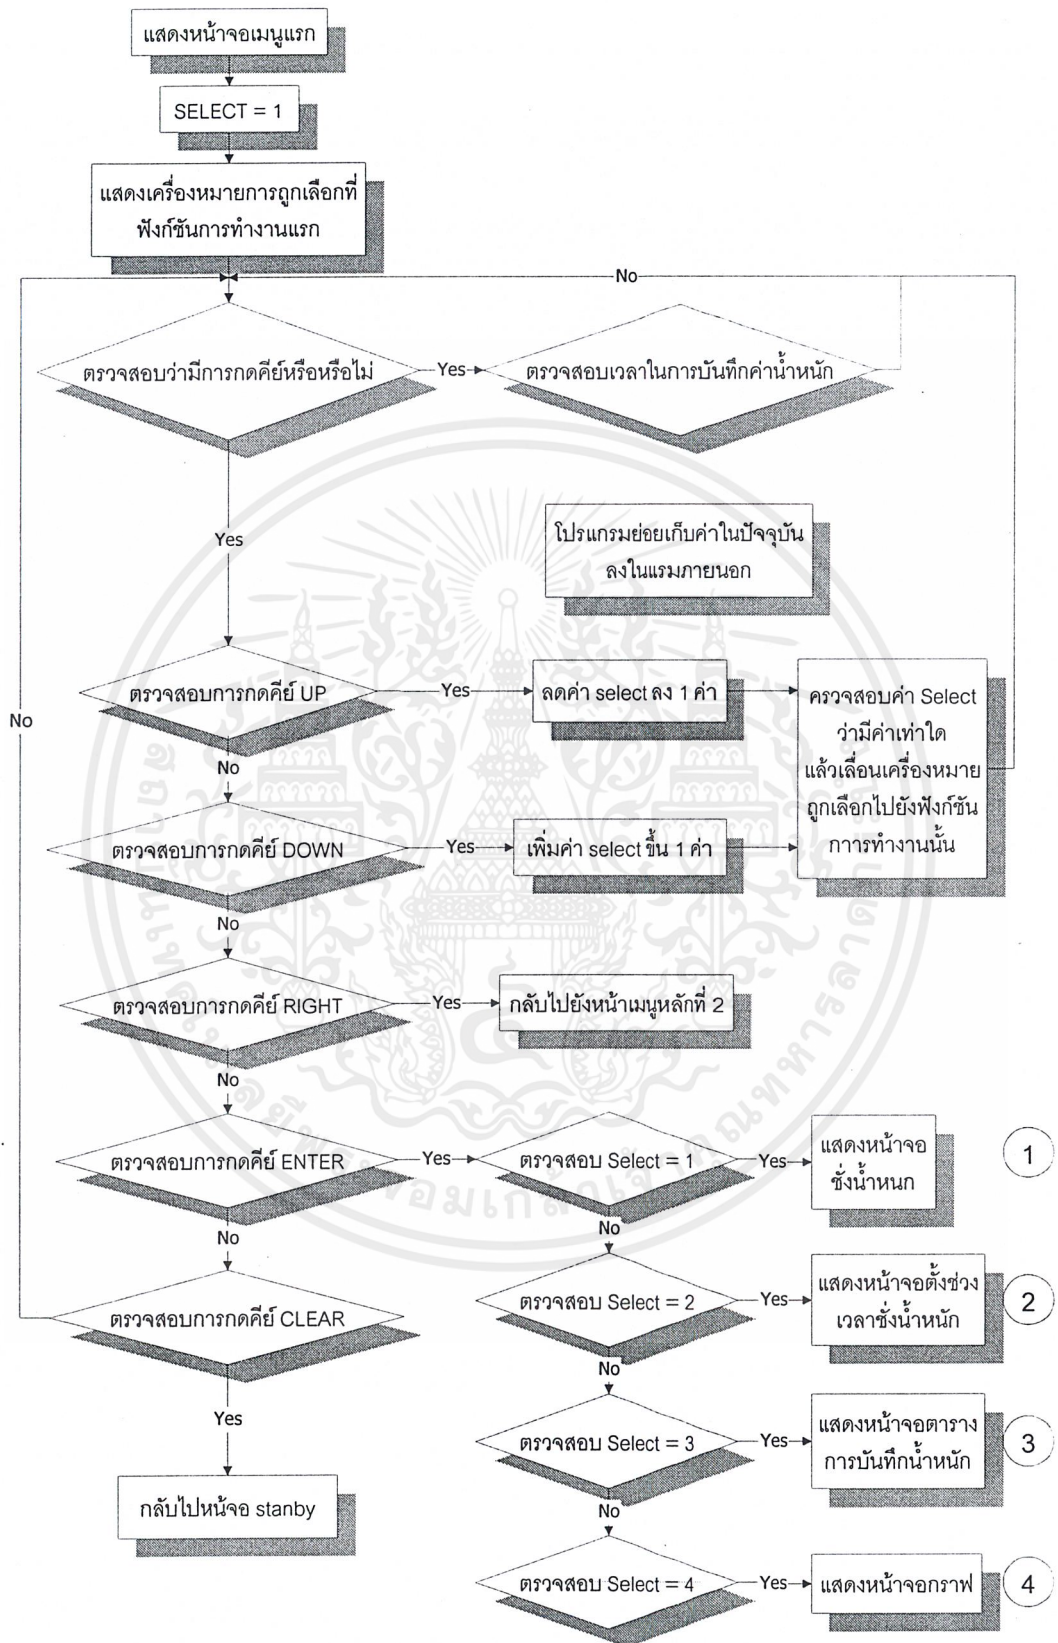 แสดงหน้าจอเมนูแรก
SELECT = 1
แสดงเครื่องหมายการถูกเลือกที่
ฟังก์ชันการทำงานแรก
No
ตรวจสอบว่ามีการกดคีย์หรือหรือไม่
Yes
ตรวจสอบเวลาในการบันทึกค่าน้ำหนัก
Yes
โปรแกรมย่อยเก็บค่าในปัจจุบัน
ลงในแรมภายนอก
ตรวจสอบการกดคีย์ UP
Yes
ลดค่า select ลง 1 ค่า
ครวจสอบค่า Select
ว่ามีค่าเท่าใด
แล้วเลื่อนเครื่องหมาย
ถูกเลือกไปยังฟังก์ชัน
กาารทำงานนั้น
No
No
ตรวจสอบการกดคีย์ DOWN
Yes
เพิ่มค่า select ขึ้น 1 ค่า
No
ตรวจสอบการกดคีย์ RIGHT
Yes
กลับไปยังหน้าเมนูหลักที่ 2
No
ตรวจสอบการกดคีย์ ENTER
Yes
ตรวจสอบ Select = 1
Yes
แสดงหน้าจอ
ชั่งน้ำหนก
1
No
No
ตรวจสอบการกดคีย์ CLEAR
ตรวจสอบ Select = 2
Yes
แสดงหน้าจอตั้งช่วง
เวลาชั่งน้ำหนัก
2
No
Yes
ตรวจสอบ Select = 3
Yes
แสดงหน้าจอตาราง
การบันทึกน้ำหนัก
3
กลับไปหน้จอ stanby
No
ตรวจสอบ Select = 4
Yes
แสดงหน้าจอกราฟ
4